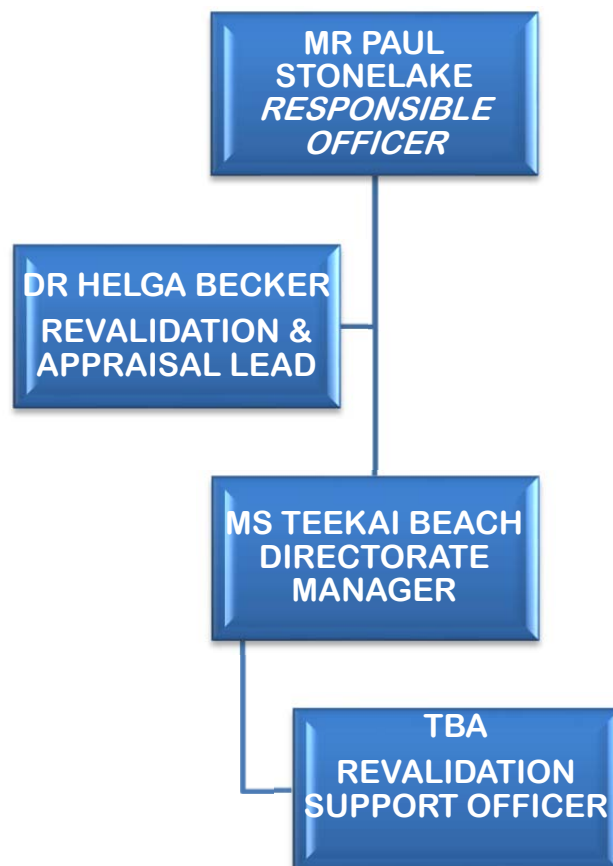 MR PAUL
STONELAKE
RESPONSIBLE
OFFICER
DR HELGA BECKER
REVALIDATION &
APPRAISAL LEAD
MS TEEKAI BEACH
DIRECTORATE
MANAGER
TBA
REVALIDATION
SUPPORT OFFICER